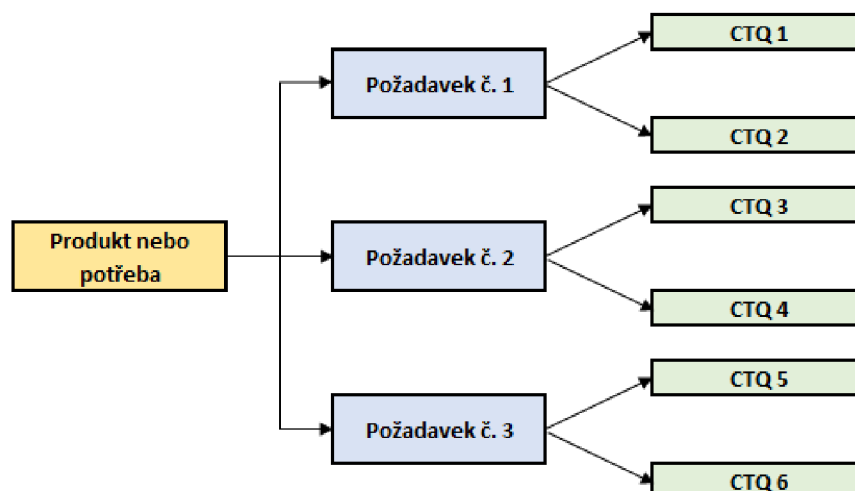 CTQ 1
Požadavek č. 1
CTQ 2
CTQ 3
Produkt nebo
potřeba
Požadavek č. 2
CTQ 4
CTQ 5
Požadavek č. 3
CTQ 6